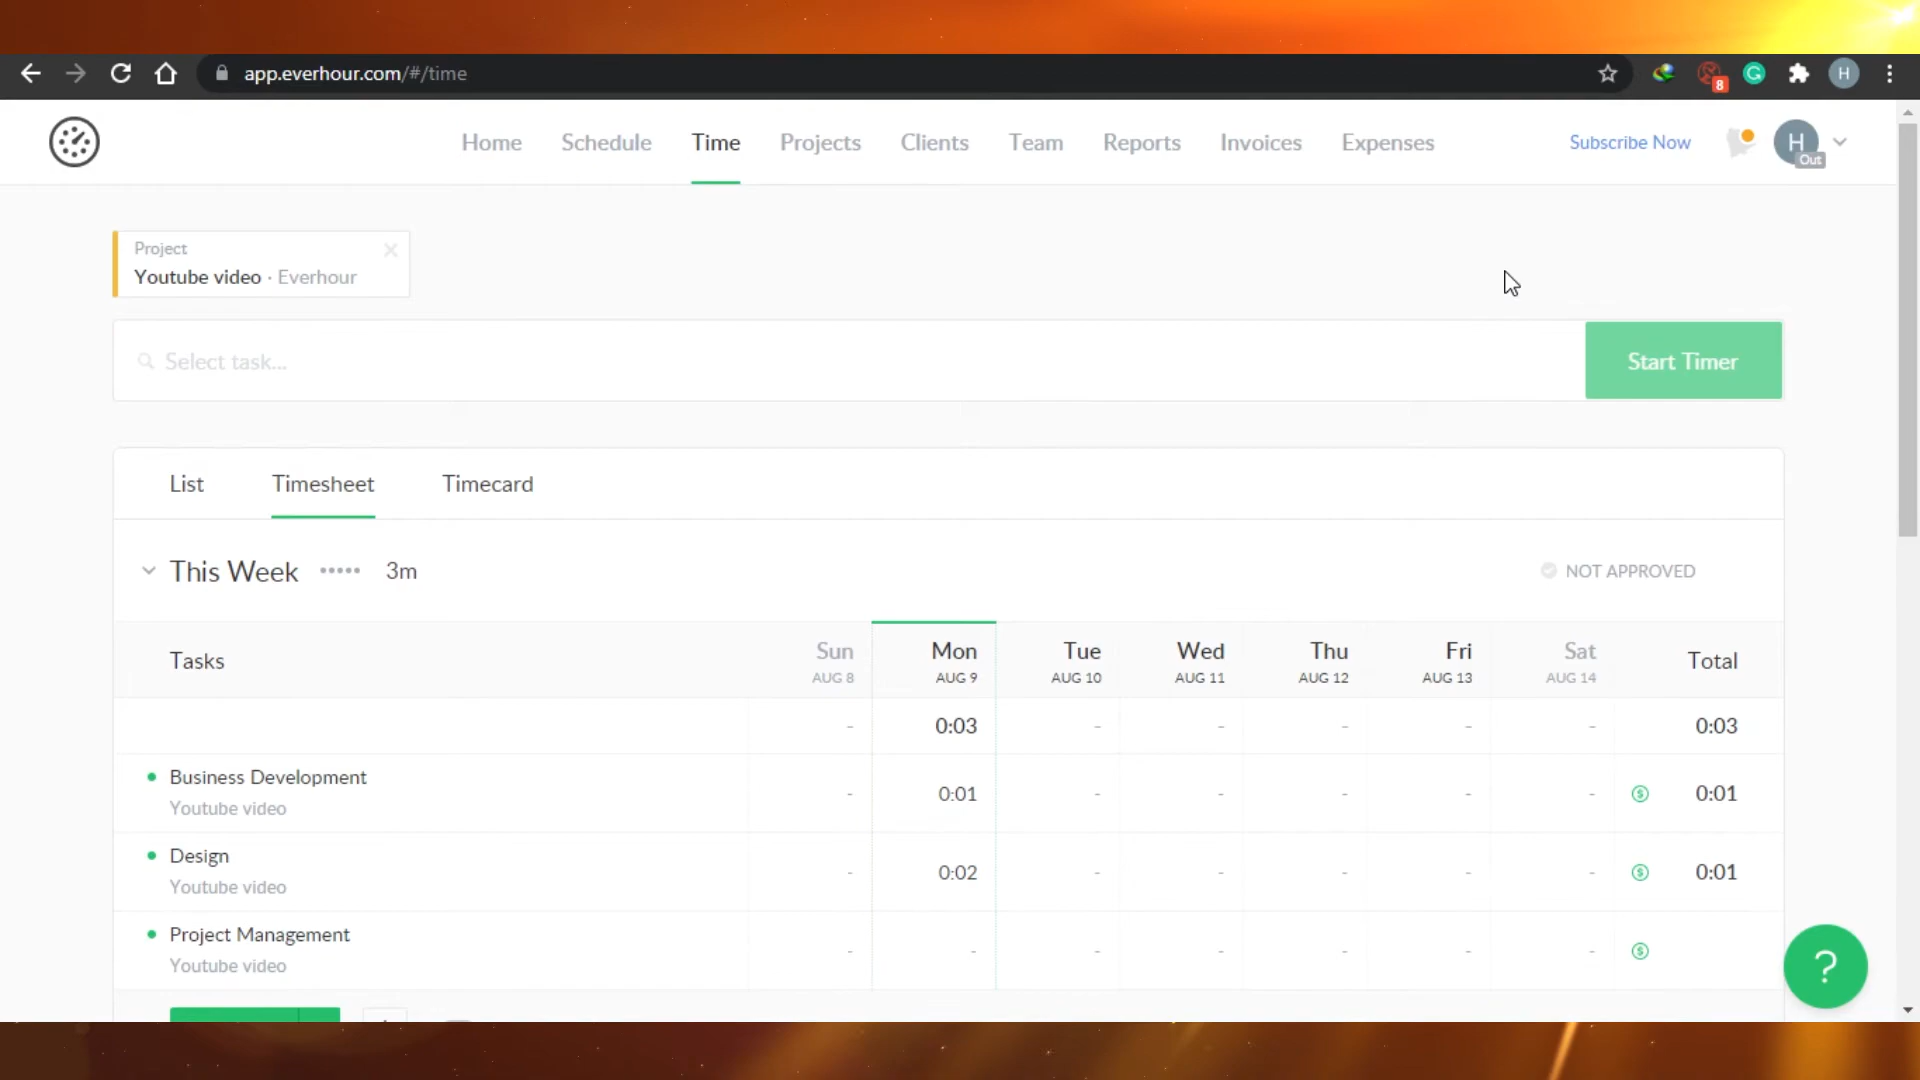 app.everhour.com/#/time
8
H
Home Schedule Time Projects Clients Team Reports Invoices Expenses
Subscribe Now
H
Out
Project
Youtube video · Everhour
Select task...
Start Timer
List Timesheet Timecard
This Week ····· 3m
NOT APPROVED
Tasks Sun Mon Tue Wed Thu Fri Sat Total
AUG 8 AUG 9 AUG 10 AUG 11 AUG 12 AUG 13 AUG 14
- 0:03 - - - - - 0:03
Business Development
Youtube video
- 0:01 - - - - - $ 0:01
Design
Youtube video
- 0:02 - - - - - $ 0:01
Project Management
Youtube video
- - - - - - - $
?